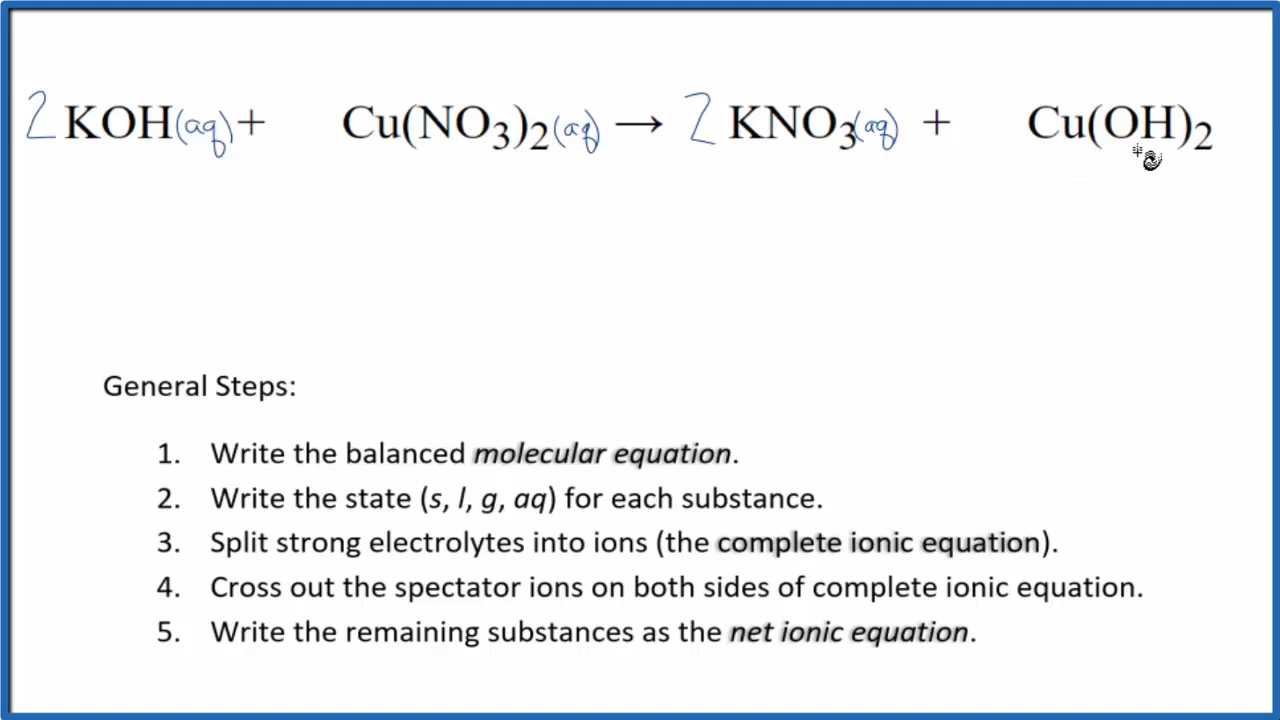 2 KOH(aq) + Cu(NO₃)₂(aq) → 2 KNO₃(aq) + Cu(OH)₂
General Steps:
1. Write the balanced molecular equation.
2. Write the state (s, l, g, aq) for each substance.
3. Split strong electrolytes into ions (the complete ionic equation).
4. Cross out the spectator ions on both sides of complete ionic equation.
5. Write the remaining substances as the net ionic equation.